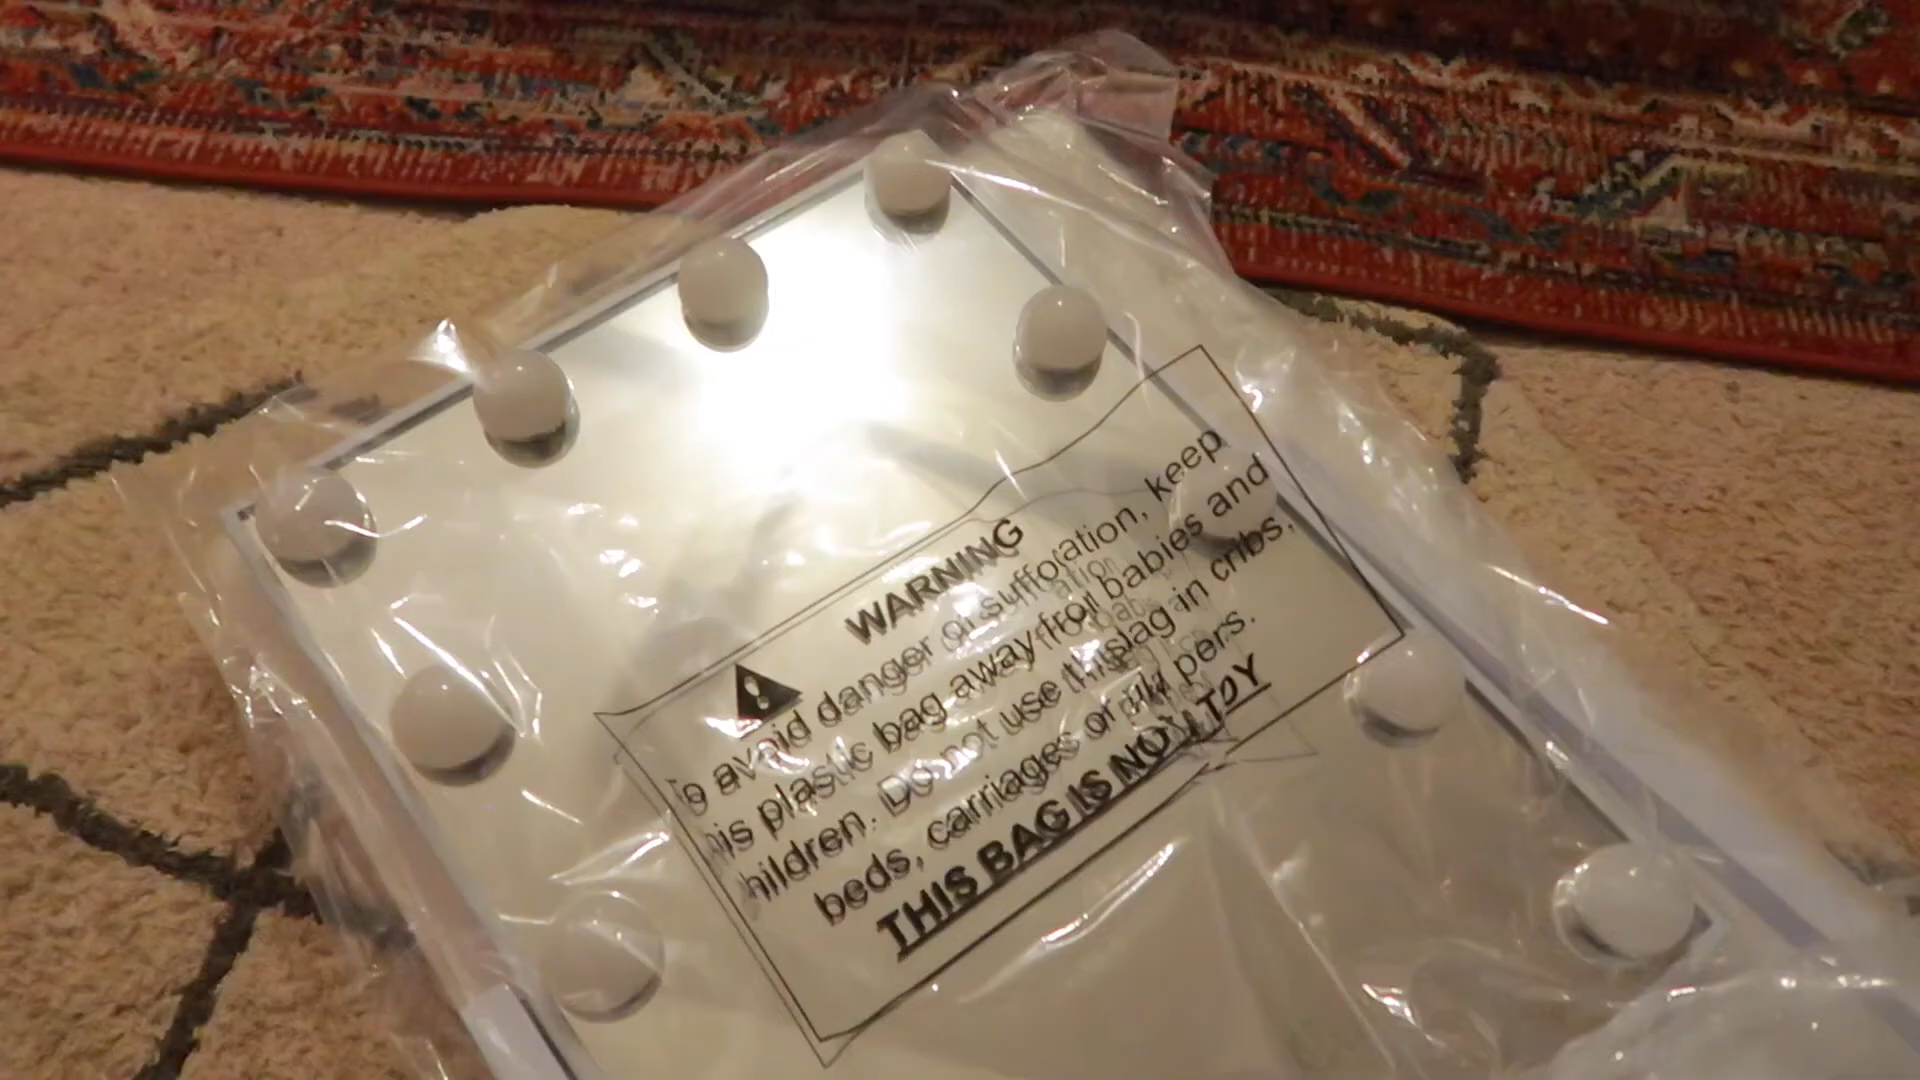 WARNING
To avoid danger of suffocation, keep
this plastic bag away from babies and
children. Do not use this bag in cribs,
beds, carriages or play pens.
THIS BAG IS NOT A TOY